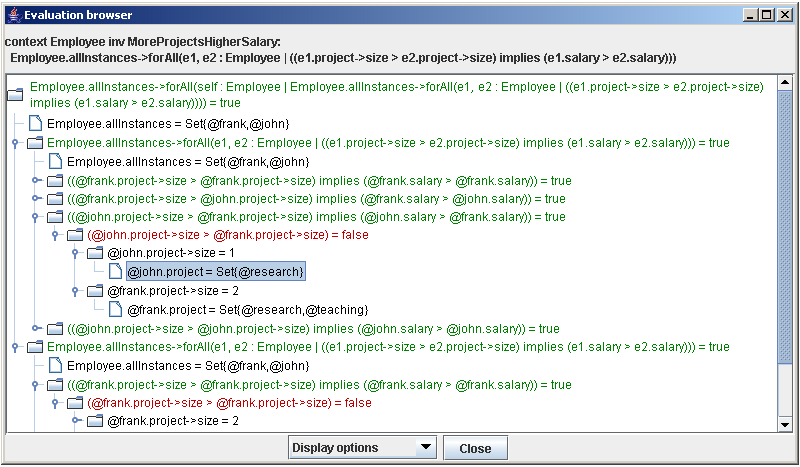 Evaluation browser
context Employee inv MoreProjectsHigherSalary:
Employee.allInstances->forAll(e1, e2 : Employee | ((e1.project->size > e2.project->size) implies (e1.salary > e2.salary)))
Employee.allInstances->forAll(self : Employee | Employee.allInstances->forAll(e1, e2 : Employee | ((e1.project->size > e2.project->size)
implies (e1.salary > e2.salary)))) = true
Employee.allInstances = Set{@frank,@john}
Employee.allInstances->forAll(e1, e2 : Employee | ((e1.project->size > e2.project->size) implies (e1.salary > e2.salary))) = true
Employee.allInstances = Set{@frank,@john}
((@frank.project->size > @frank.project->size) implies (@frank.salary > @frank.salary)) = true
((@frank.project->size > @john.project->size) implies (@frank.salary > @john.salary)) = true
((@john.project->size > @frank.project->size) implies (@john.salary > @frank.salary)) = true
(@john.project->size > @frank.project->size) = false
@john.project->size = 1
@john.project = Set{@research}
@frank.project->size = 2
@frank.project = Set{@research,@teaching}
((@john.project->size > @john.project->size) implies (@john.salary > @john.salary)) = true
Employee.allInstances->forAll(e1, e2 : Employee | ((e1.project->size > e2.project->size) implies (e1.salary > e2.salary))) = true
Employee.allInstances = Set{@frank,@john}
((@frank.project->size > @frank.project->size) implies (@frank.salary > @frank.salary)) = true
(@frank.project->size > @frank.project->size) = false
@frank.project->size = 2
Display options
Close